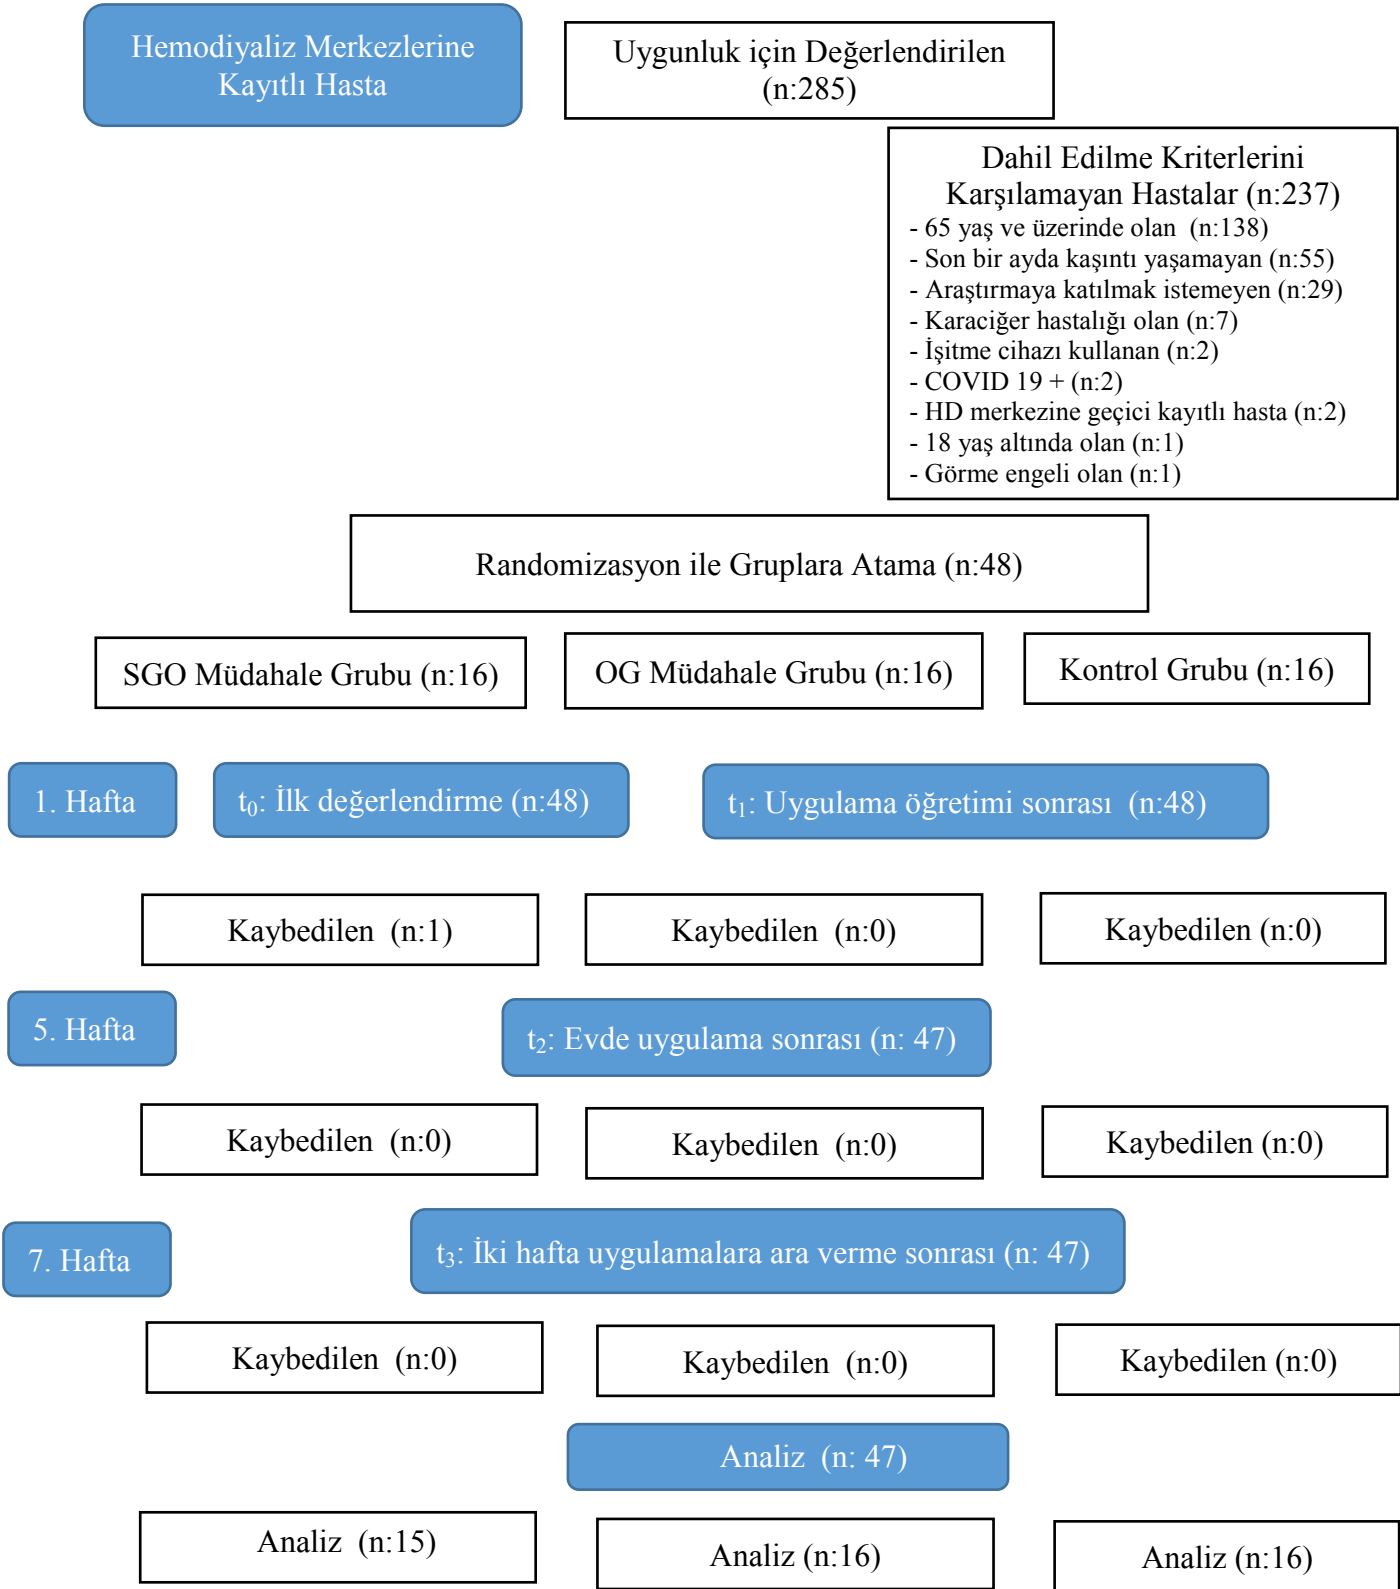 Hemodiyaliz Merkezlerine
Kayıtlı Hasta
Uygunluk için Değerlendirilen
(n:285)
Dahil Edilme Kriterlerini
Karşılamayan Hastalar (n:237)
- 65 yaş ve üzerinde olan (n:138)
- Son bir ayda kaşıntı yaşamayan (n:55)
- Araştırmaya katılmak istemeyen (n:29)
- Karaciğer hastalığı olan (n:7)
- İşitme cihazı kullanan (n:2)
- COVID 19 + (n:2)
- HD merkezine geçici kayıtlı hasta (n:2)
- 18 yaş altında olan (n:1)
- Görme engeli olan (n:1)
Randomizasyon ile Gruplara Atama (n:48)
SGO Müdahale Grubu (n:16)
OG Müdahale Grubu (n:16)
Kontrol Grubu (n:16)
1. Hafta
t₀: İlk değerlendirme (n:48)
t₁: Uygulama öğretimi sonrası (n:48)
Kaybedilen (n:1)
Kaybedilen (n:0)
Kaybedilen (n:0)
5. Hafta
t₂: Evde uygulama sonrası (n: 47)
Kaybedilen (n:0)
Kaybedilen (n:0)
Kaybedilen (n:0)
7. Hafta
t₃: İki hafta uygulamalara ara verme sonrası (n: 47)
Kaybedilen (n:0)
Kaybedilen (n:0)
Kaybedilen (n:0)
Analiz (n: 47)
Analiz (n:15)
Analiz (n:16)
Analiz (n:16)